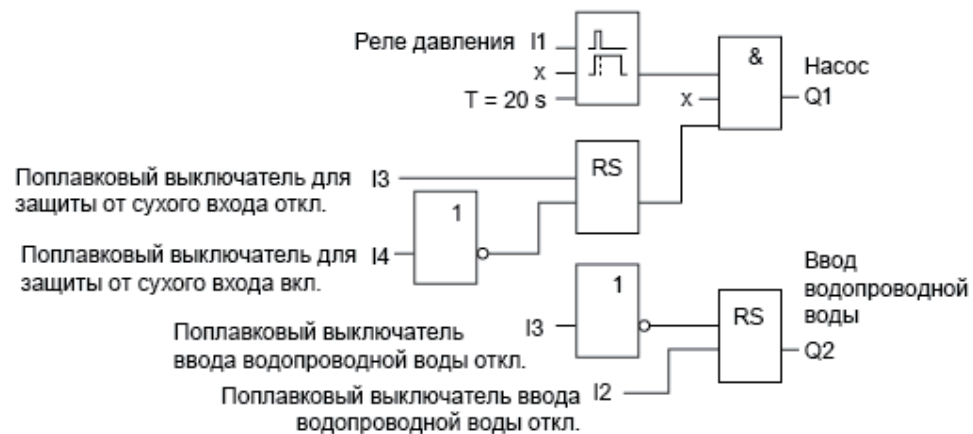 Реле давления I1
x
T = 20 s
&
x
Насос
Q1
RS
Поплавковый выключатель для
защиты от сухого входа откл.
I3
1
Поплавковый выключатель для
защиты от сухого входа вкл.
I4
1
I3
Поплавковый выключатель
ввода водопроводной воды откл.
RS
Ввод
водопроводной
воды
Q2
Поплавковый выключатель ввода
водопроводной воды откл.
I2